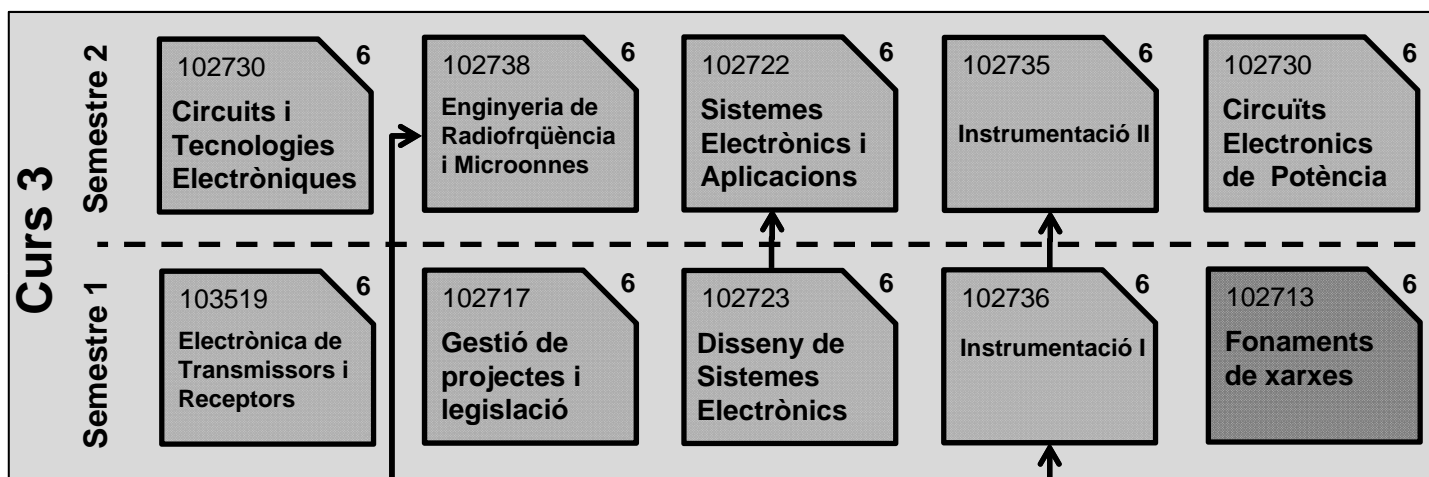 Curs 3
Semestre 2
102730
6
Circuits i
Tecnologies
Electròniques
102738
6
Enginyeria de
Radiofrqüència
i Microonnes
102722
6
Sistemes
Electrònics i
Aplicacions
102735
6
Instrumentació II
102730
6
Circuïts
Electronics
de Potència
Semestre 1
103519
6
Electrònica de
Transmissors i
Receptors
102717
6
Gestió de
projectes i
legislació
102723
6
Disseny de
Sistemes
Electrònics
102736
6
Instrumentació I
102713
6
Fonaments
de xarxes